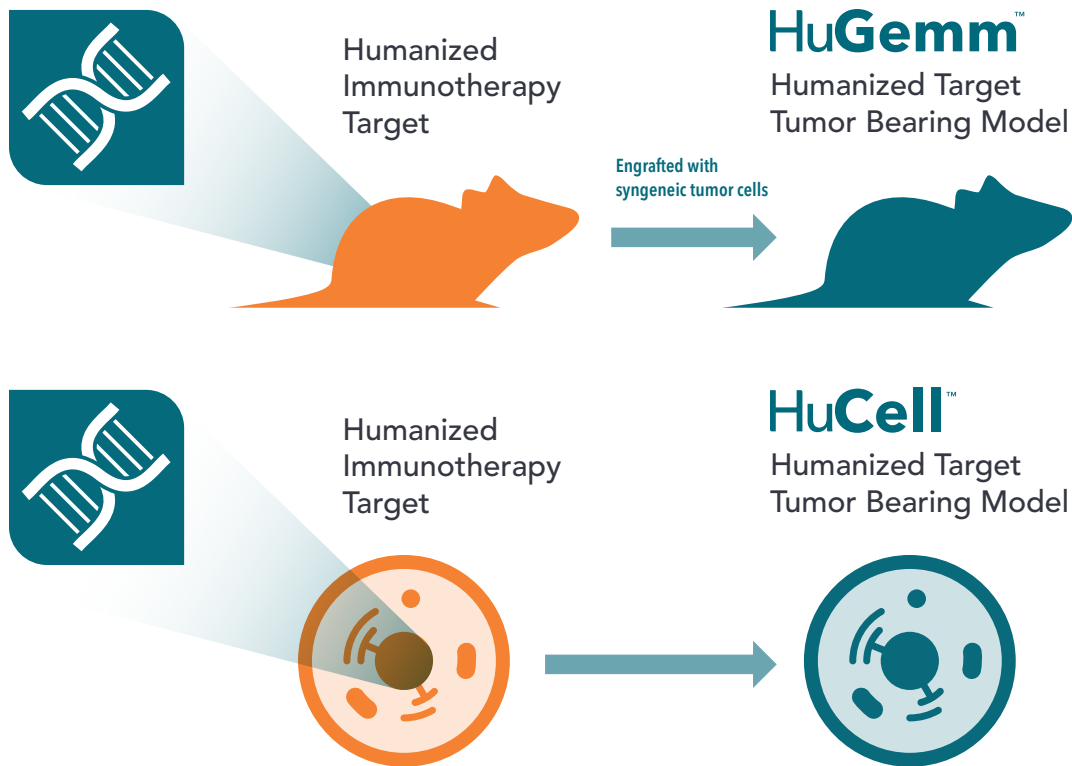 Humanized
Immunotherapy
Target
HuGemm™
Humanized Target
Tumor Bearing Model
Engrafted with
syngeneic tumor cells
Humanized
Immunotherapy
Target
HuCell™
Humanized Target
Tumor Bearing Model